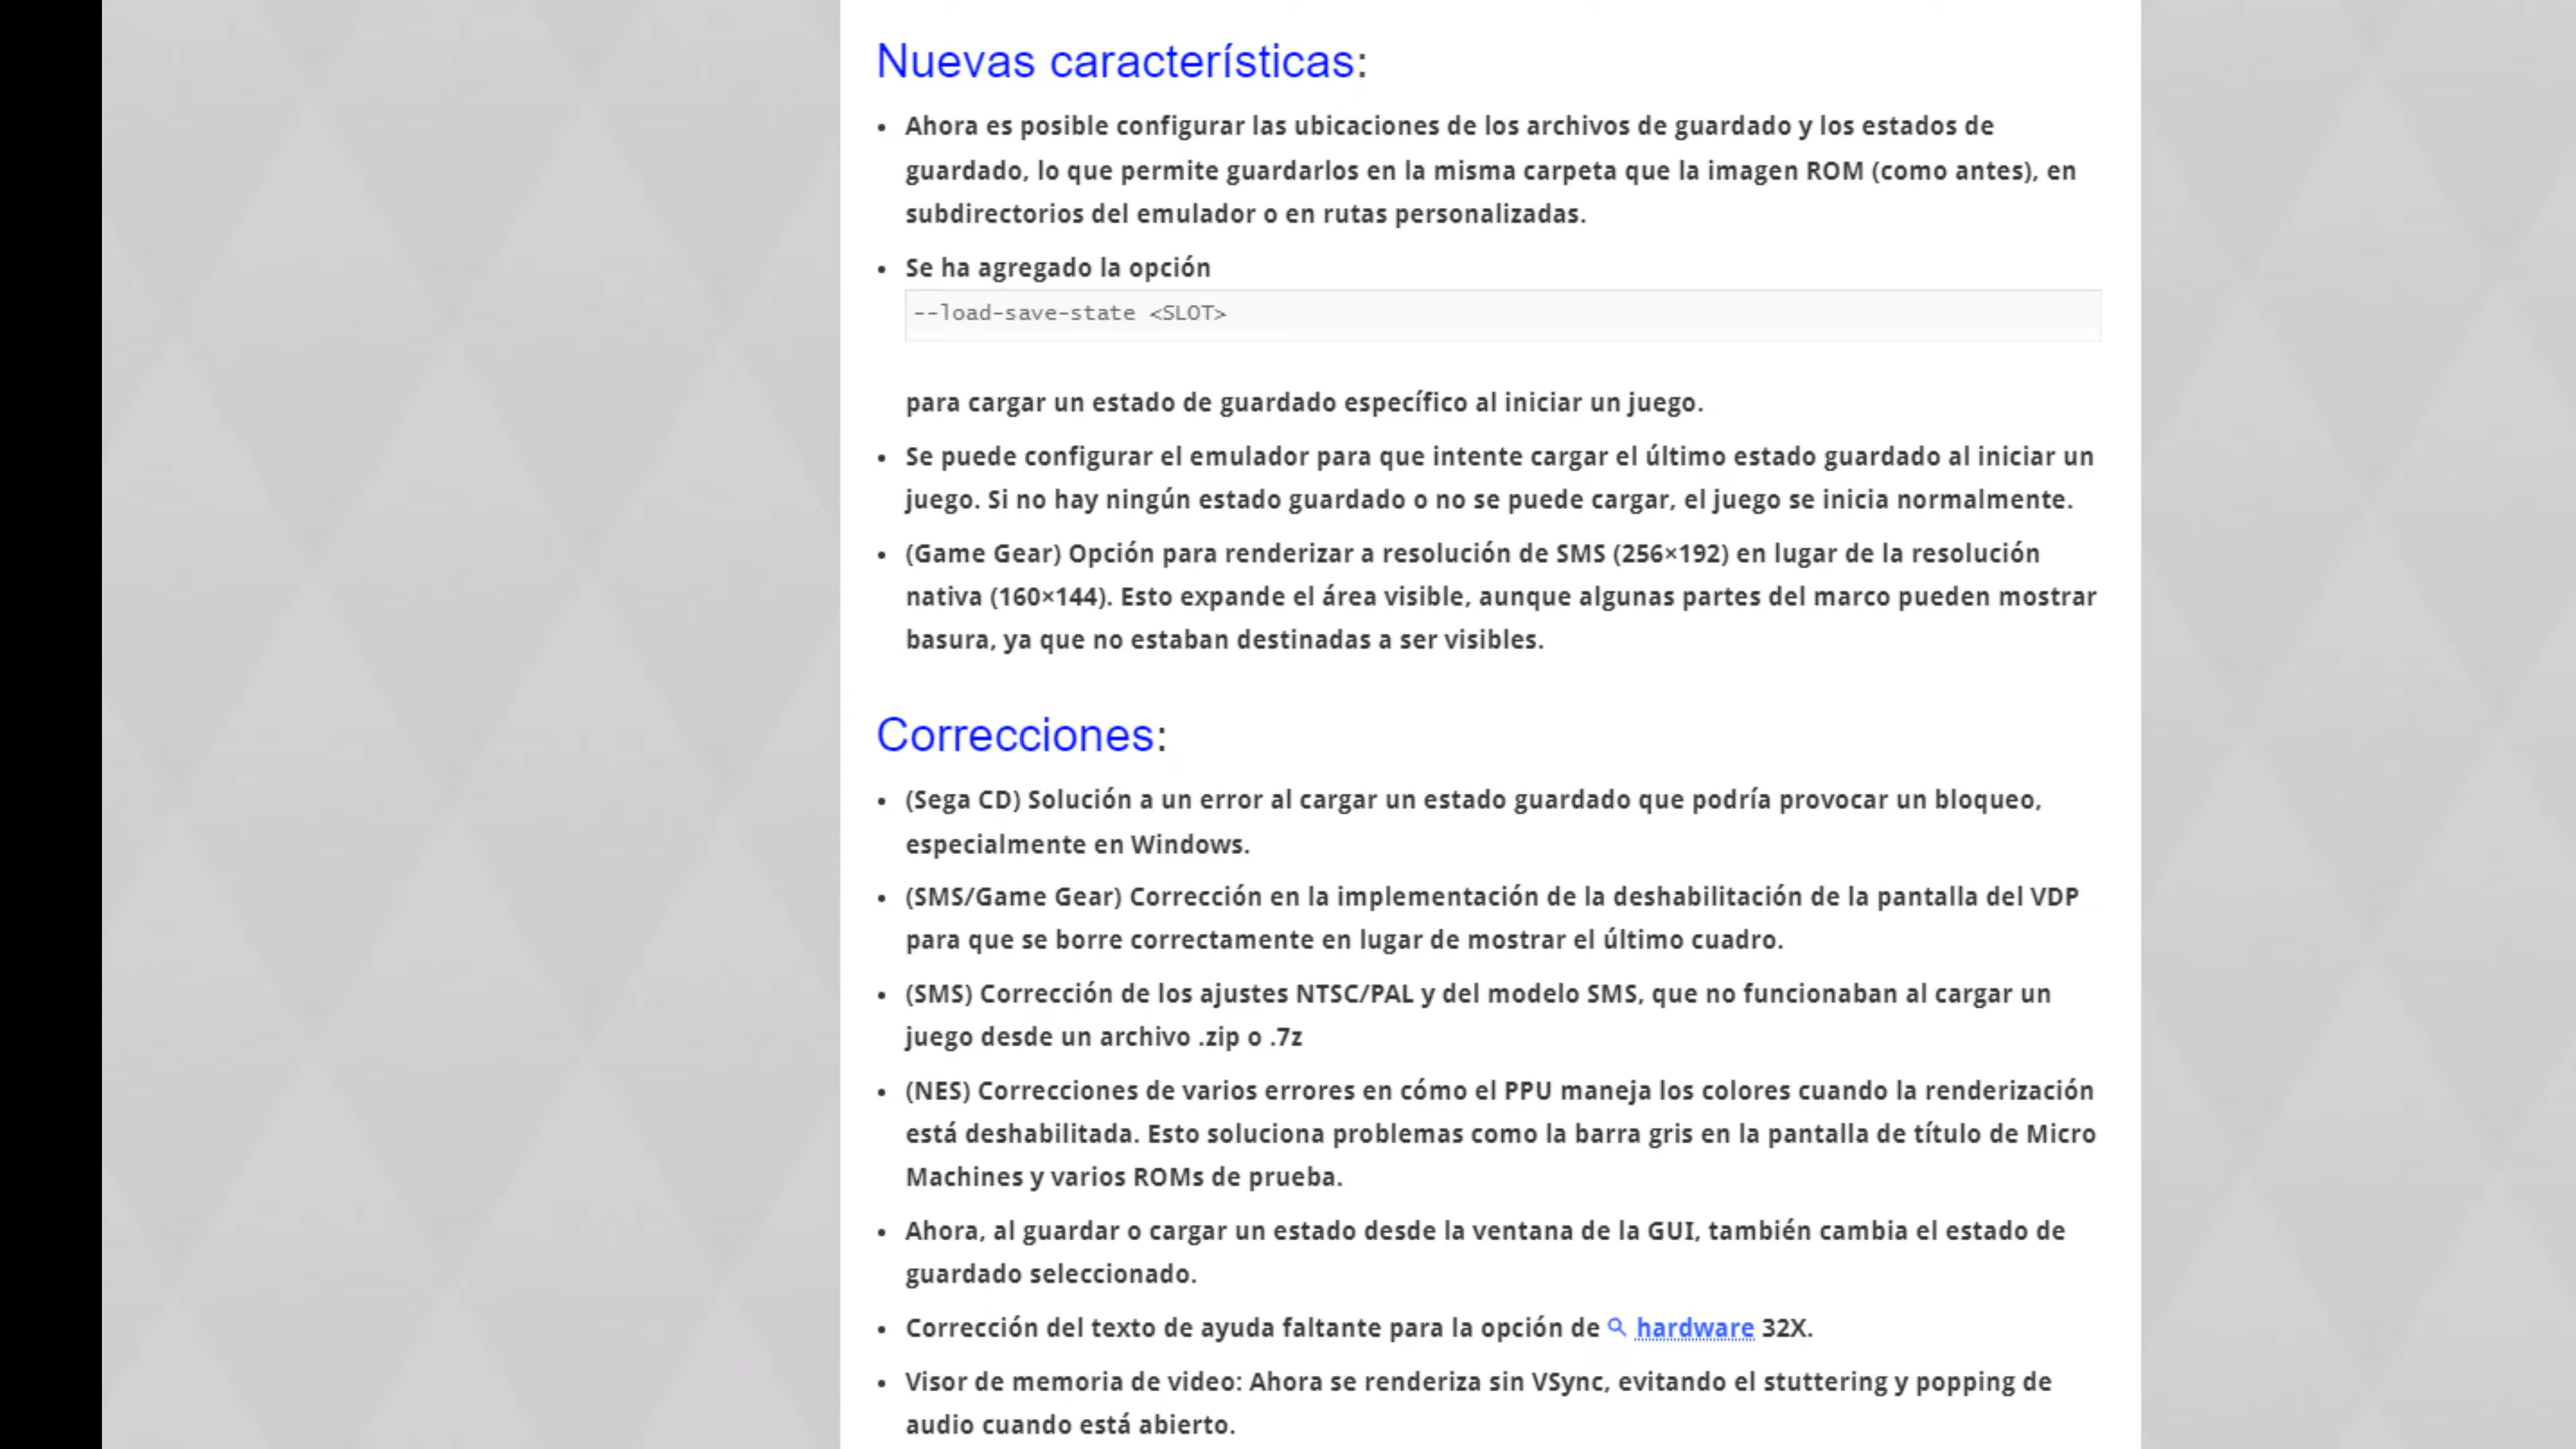 Nuevas características:
• Ahora es posible configurar las ubicaciones de los archivos de guardado y los estados de
guardado, lo que permite guardarlos en la misma carpeta que la imagen ROM (como antes), en
subdirectorios del emulador o en rutas personalizadas.
• Se ha agregado la opción
--load-save-state <SLOT>
para cargar un estado de guardado específico al iniciar un juego.
• Se puede configurar el emulador para que intente cargar el último estado guardado al iniciar un
juego. Si no hay ningún estado guardado o no se puede cargar, el juego se inicia normalmente.
• (Game Gear) Opción para renderizar a resolución de SMS (256×192) en lugar de la resolución
nativa (160×144). Esto expande el área visible, aunque algunas partes del marco pueden mostrar
basura, ya que no estaban destinadas a ser visibles.
Correcciones:
• (Sega CD) Solución a un error al cargar un estado guardado que podría provocar un bloqueo,
especialmente en Windows.
• (SMS/Game Gear) Corrección en la implementación de la deshabilitación de la pantalla del VDP
para que se borre correctamente en lugar de mostrar el último cuadro.
• (SMS) Corrección de los ajustes NTSC/PAL y del modelo SMS, que no funcionaban al cargar un
juego desde un archivo .zip o .7z
• (NES) Correcciones de varios errores en cómo el PPU maneja los colores cuando la renderización
está deshabilitada. Esto soluciona problemas como la barra gris en la pantalla de título de Micro
Machines y varios ROMs de prueba.
• Ahora, al guardar o cargar un estado desde la ventana de la GUI, también cambia el estado de
guardado seleccionado.
• Corrección del texto de ayuda faltante para la opción de hardware 32X.
• Visor de memoria de video: Ahora se renderiza sin VSync, evitando el stuttering y popping de
audio cuando está abierto.